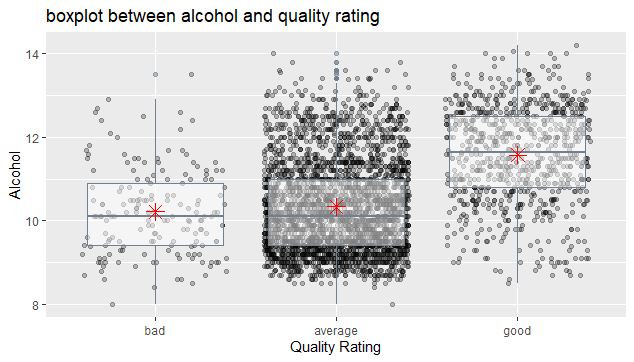 boxplot between alcohol and quality rating
14
12
10
8
Alcohol
bad
average
good
Quality Rating